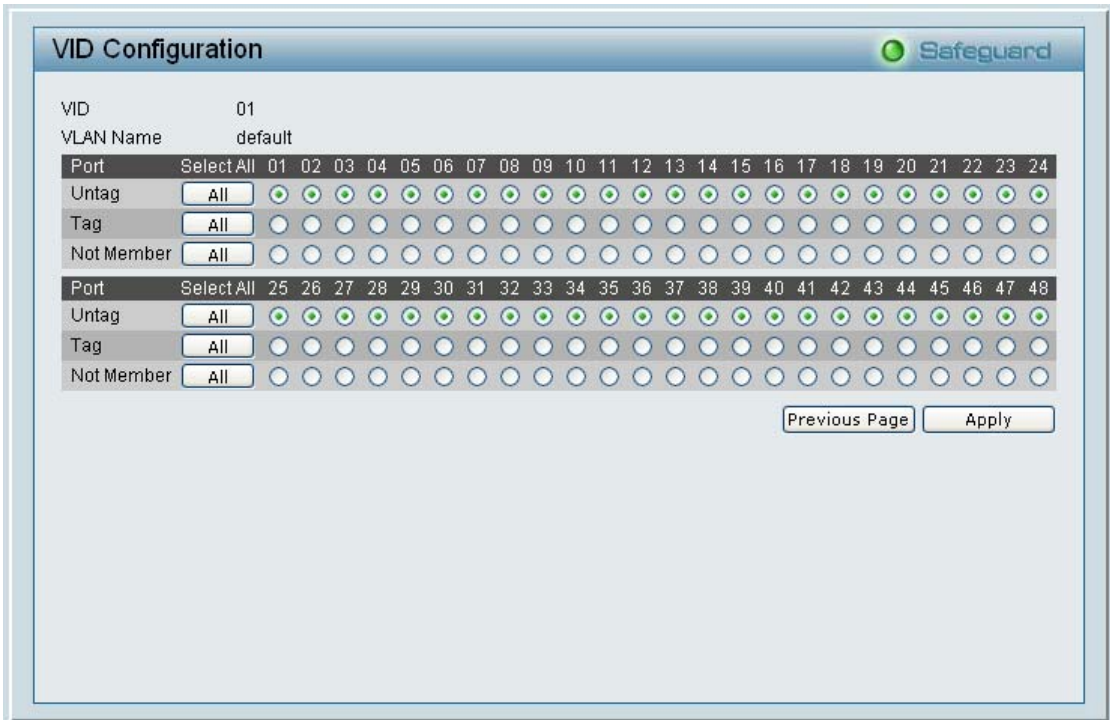 VID Configuration Safeguard
VID 01
VLAN Name default
Port Select All 01 02 03 04 05 06 07 08 09 10 11 12 13 14 15 16 17 18 19 20 21 22 23 24
Untag All
Tag All
Not Member All
Port Select All 25 26 27 28 29 30 31 32 33 34 35 36 37 38 39 40 41 42 43 44 45 46 47 48
Untag All
Tag All
Not Member All
Previous Page Apply